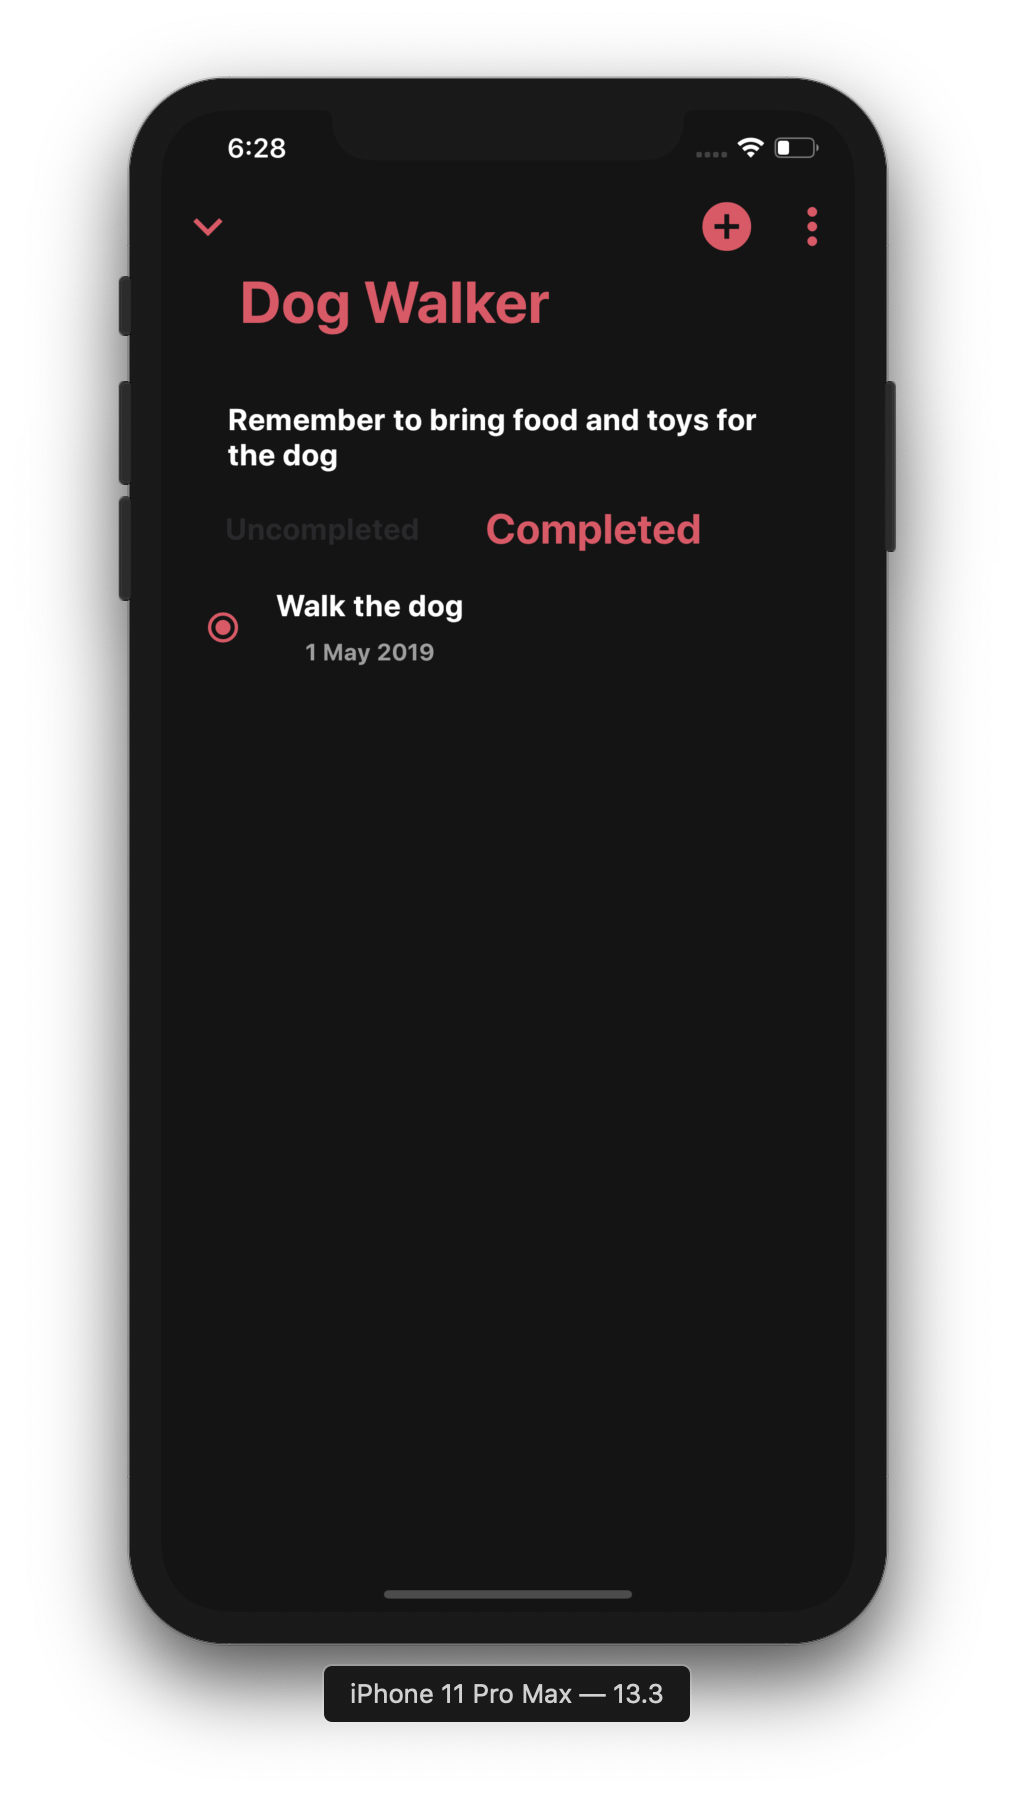 6:28
Dog Walker
Remember to bring food and toys for
the dog
Uncompleted Completed
Walk the dog
1 May 2019
iPhone 11 Pro Max — 13.3